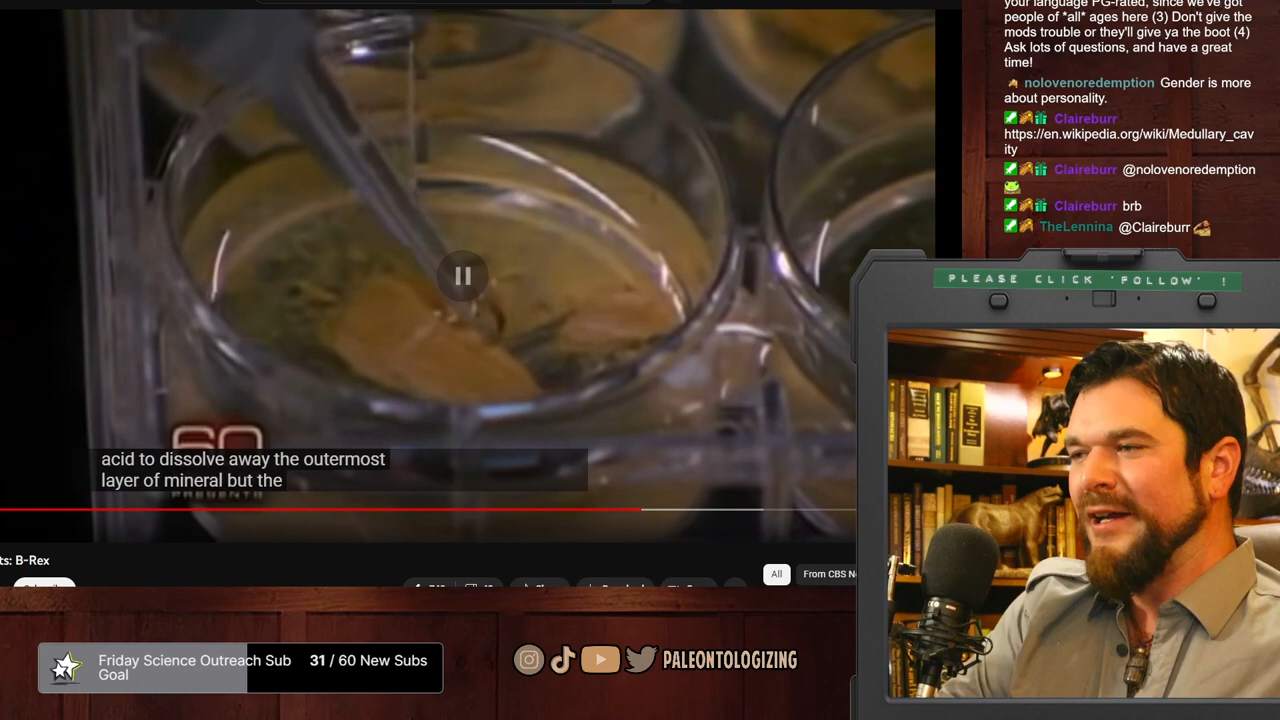 your language PG-rated, since we've got
people of *all* ages here (3) Don't give the
mods trouble or they'll give ya the boot (4)
Ask lots of questions, and have a great
time!
nolovenoredemption Gender is more
about personality.
Claireburr
https://en.wikipedia.org/wiki/Medullary_cav
ity
Claireburr @nolovenoredemption
Claireburr brb
TheLennina @Claireburr
PLEASE CLICK 'FOLLOW' !
60
acid to dissolve away the outermost
layer of mineral but the
PRESENTS
ts: B-Rex
All
From CBS Ne
Friday Science Outreach Sub
Goal
31 / 60 New Subs
PALEONTOLOGIZING